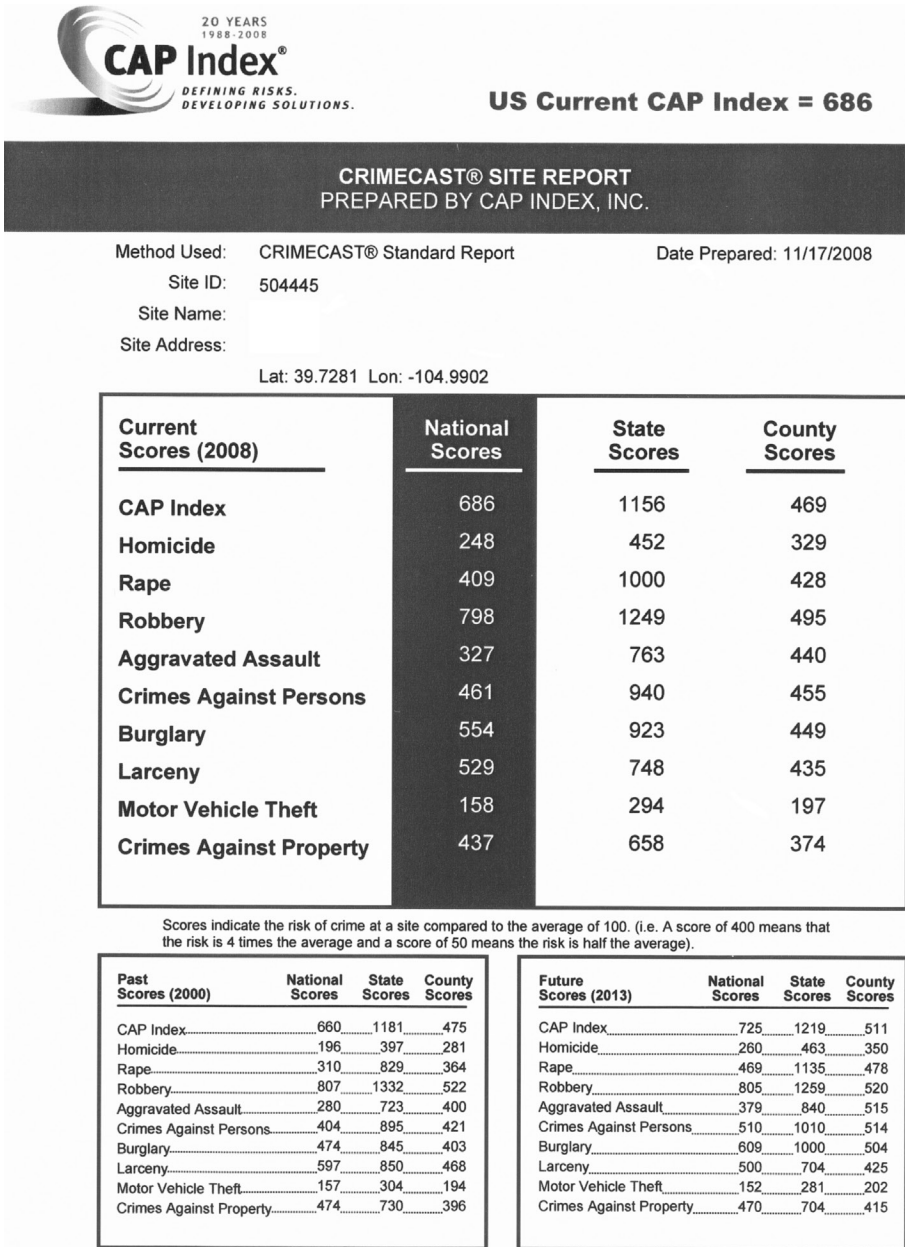 20 YEARS
1988-2008
CAP Index®
DEFINING RISKS.
DEVELOPING SOLUTIONS.
US Current CAP Index = 686
CRIMECAST® SITE REPORT
PREPARED BY CAP INDEX, INC.
Method Used: CRIMECAST® Standard Report Date Prepared: 11/17/2008
Site ID: 504445
Site Name:
Site Address:
Lat: 39.7281 Lon: -104.9902
Current National State County
Scores (2008) Scores Scores Scores
CAP Index 686 1156 469
Homicide 248 452 329
Rape 409 1000 428
Robbery 798 1249 495
Aggravated Assault 327 763 440
Crimes Against Persons 461 940 455
Burglary 554 923 449
Larceny 529 748 435
Motor Vehicle Theft 158 294 197
Crimes Against Property 437 658 374
Scores indicate the risk of crime at a site compared to the average of 100. (i.e. A score of 400 means that
the risk is 4 times the average and a score of 50 means the risk is half the average).
Past National State County
Scores (2000) Scores Scores Scores
CAP Index 660 1181 475
Homicide 196 397 281
Rape 310 829 364
Robbery 807 1332 522
Aggravated Assault 280 723 400
Crimes Against Persons 404 895 421
Burglary 474 845 403
Larceny 597 850 468
Motor Vehicle Theft 157 304 194
Crimes Against Property 474 730 396
Future National State County
Scores (2013) Scores Scores Scores
CAP Index 725 1219 511
Homicide 260 463 350
Rape 469 1135 478
Robbery 805 1259 520
Aggravated Assault 379 840 515
Crimes Against Persons 510 1010 514
Burglary 609 1000 504
Larceny 500 704 425
Motor Vehicle Theft 152 281 202
Crimes Against Property 470 704 415